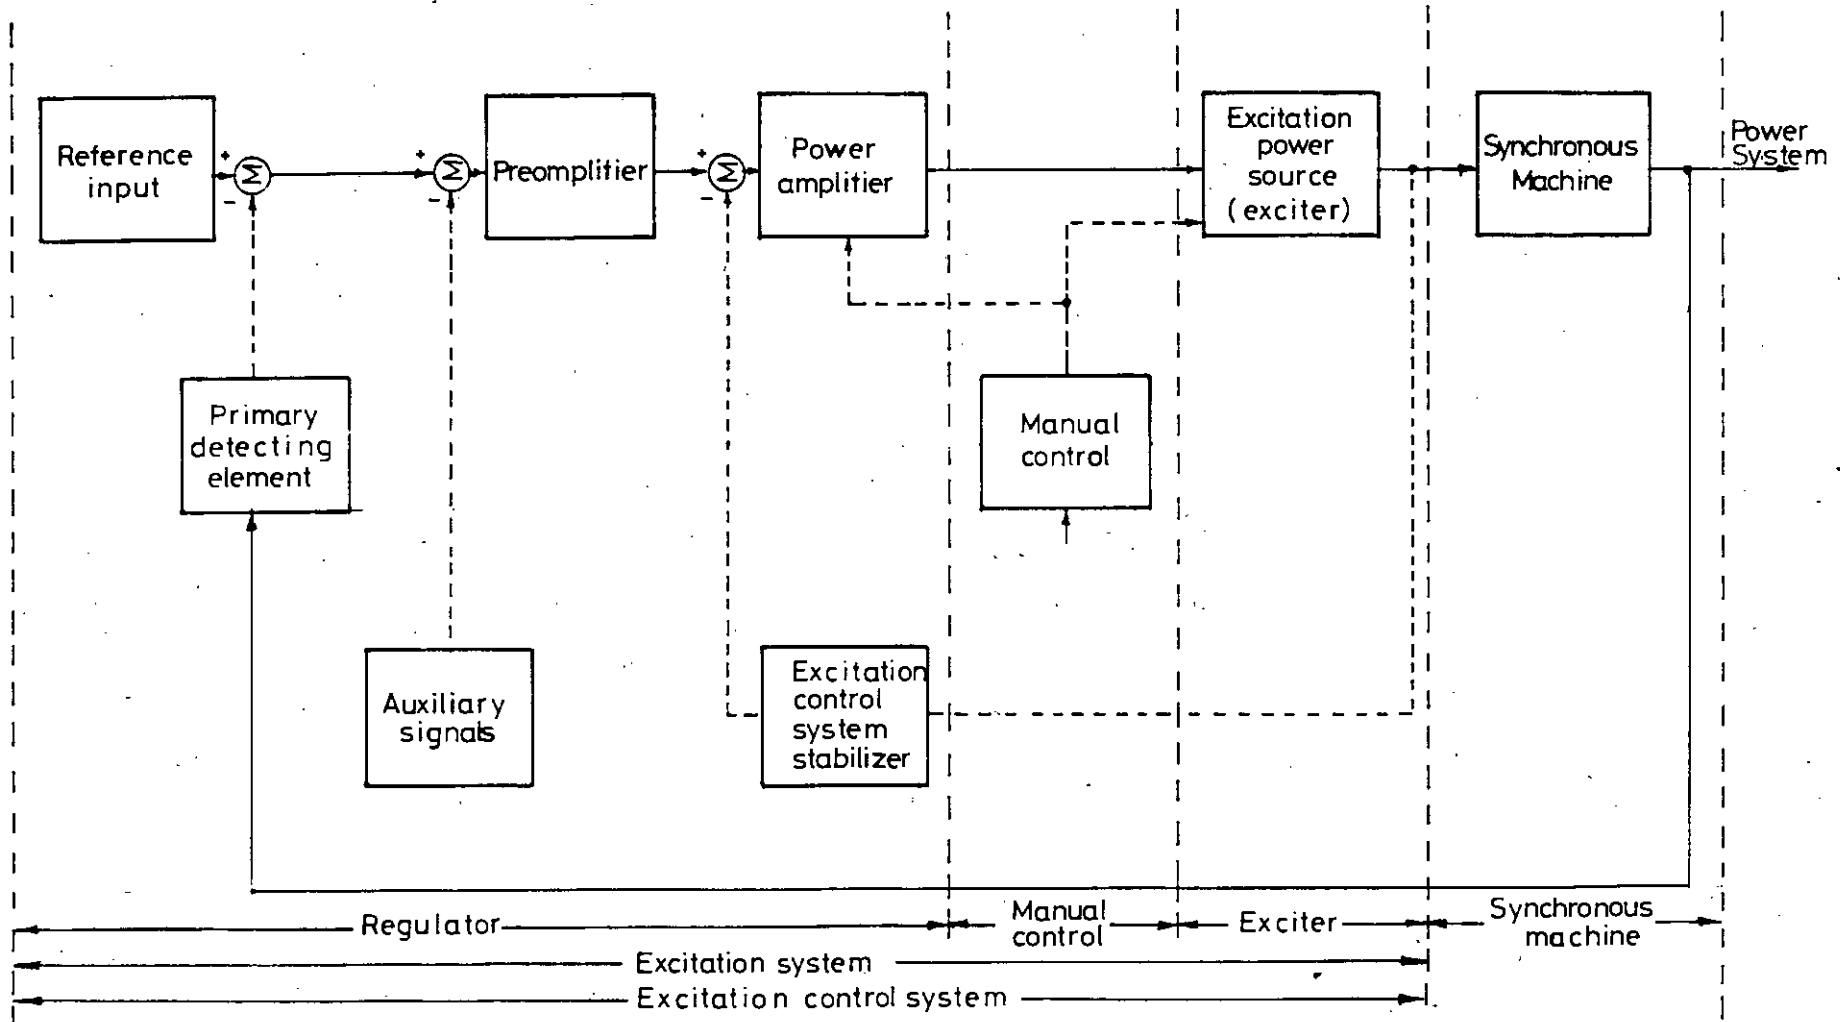 Reference
input
+
Σ
-
+
Σ
-
Preomplifier
+
Σ
-
Power
amplifier
Excitation
power
source
(exciter)
Synchronous
Machine
Power
System
Primary
detecting
element
Manual
control
Auxiliary
signals
Excitation
control
system
stabilizer
Regulator
Manual
control
Exciter
Synchronous
machine
Excitation system
Excitation control system